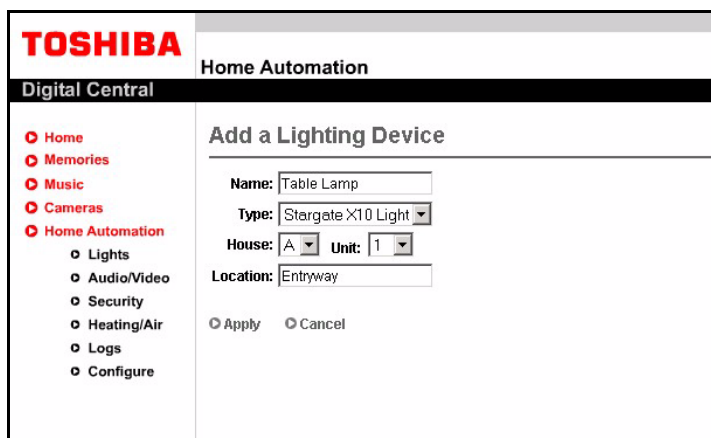 TOSHIBA
Home Automation
Digital Central
Home
Memories
Music
Cameras
Home Automation
Lights
Audio/Video
Security
Heating/Air
Logs
Configure
Add a Lighting Device
Name: Table Lamp
Type: Stargate X10 Light
House: A Unit: 1
Location: Entryway
Apply Cancel